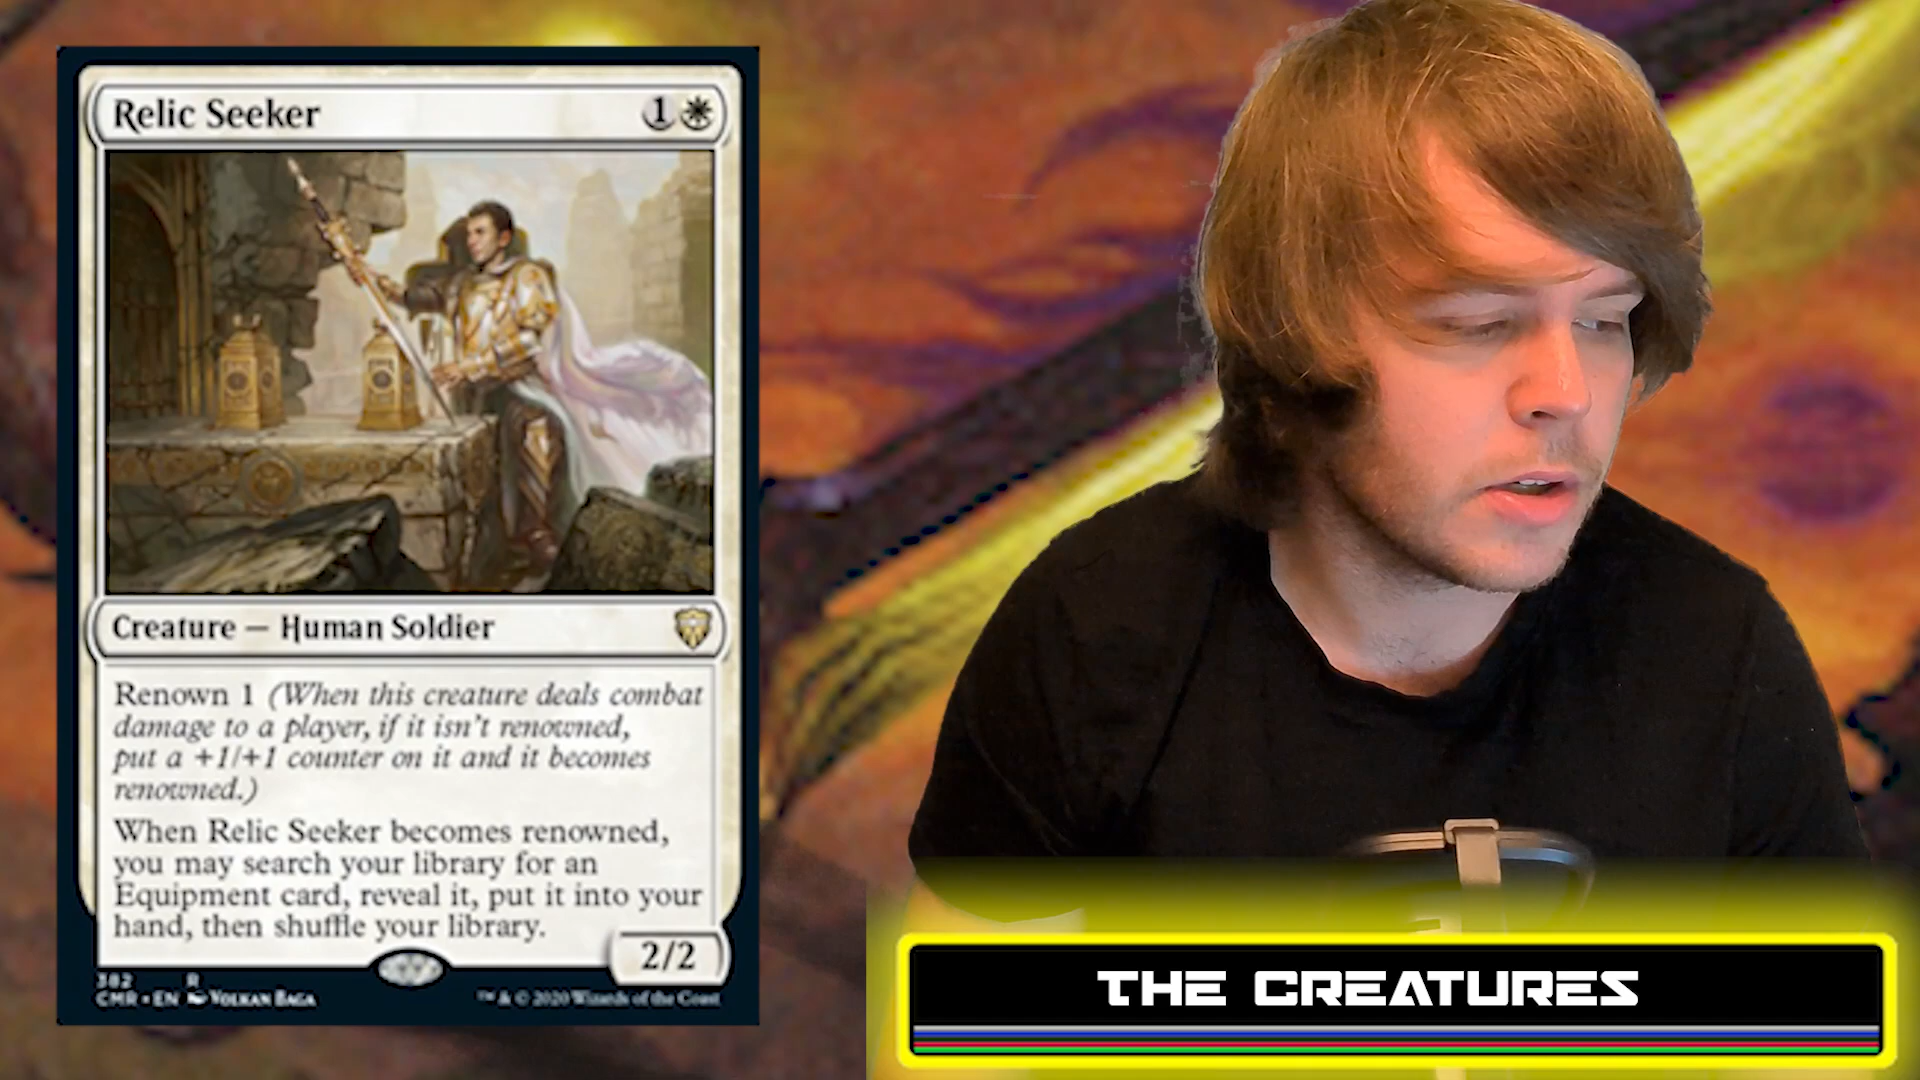 Relic Seeker 1
Creature — Human Soldier
Renown 1 (When this creature deals combat
damage to a player, if it isn't renowned,
put a +1/+1 counter on it and it becomes
renowned.)
When Relic Seeker becomes renowned,
you may search your library for an
Equipment card, reveal it, put it into your
hand, then shuffle your library.
2/2
382 R
CMR • EN Volkan Baga
™ & © 2020 Wizards of the Coast
THE CREATURES